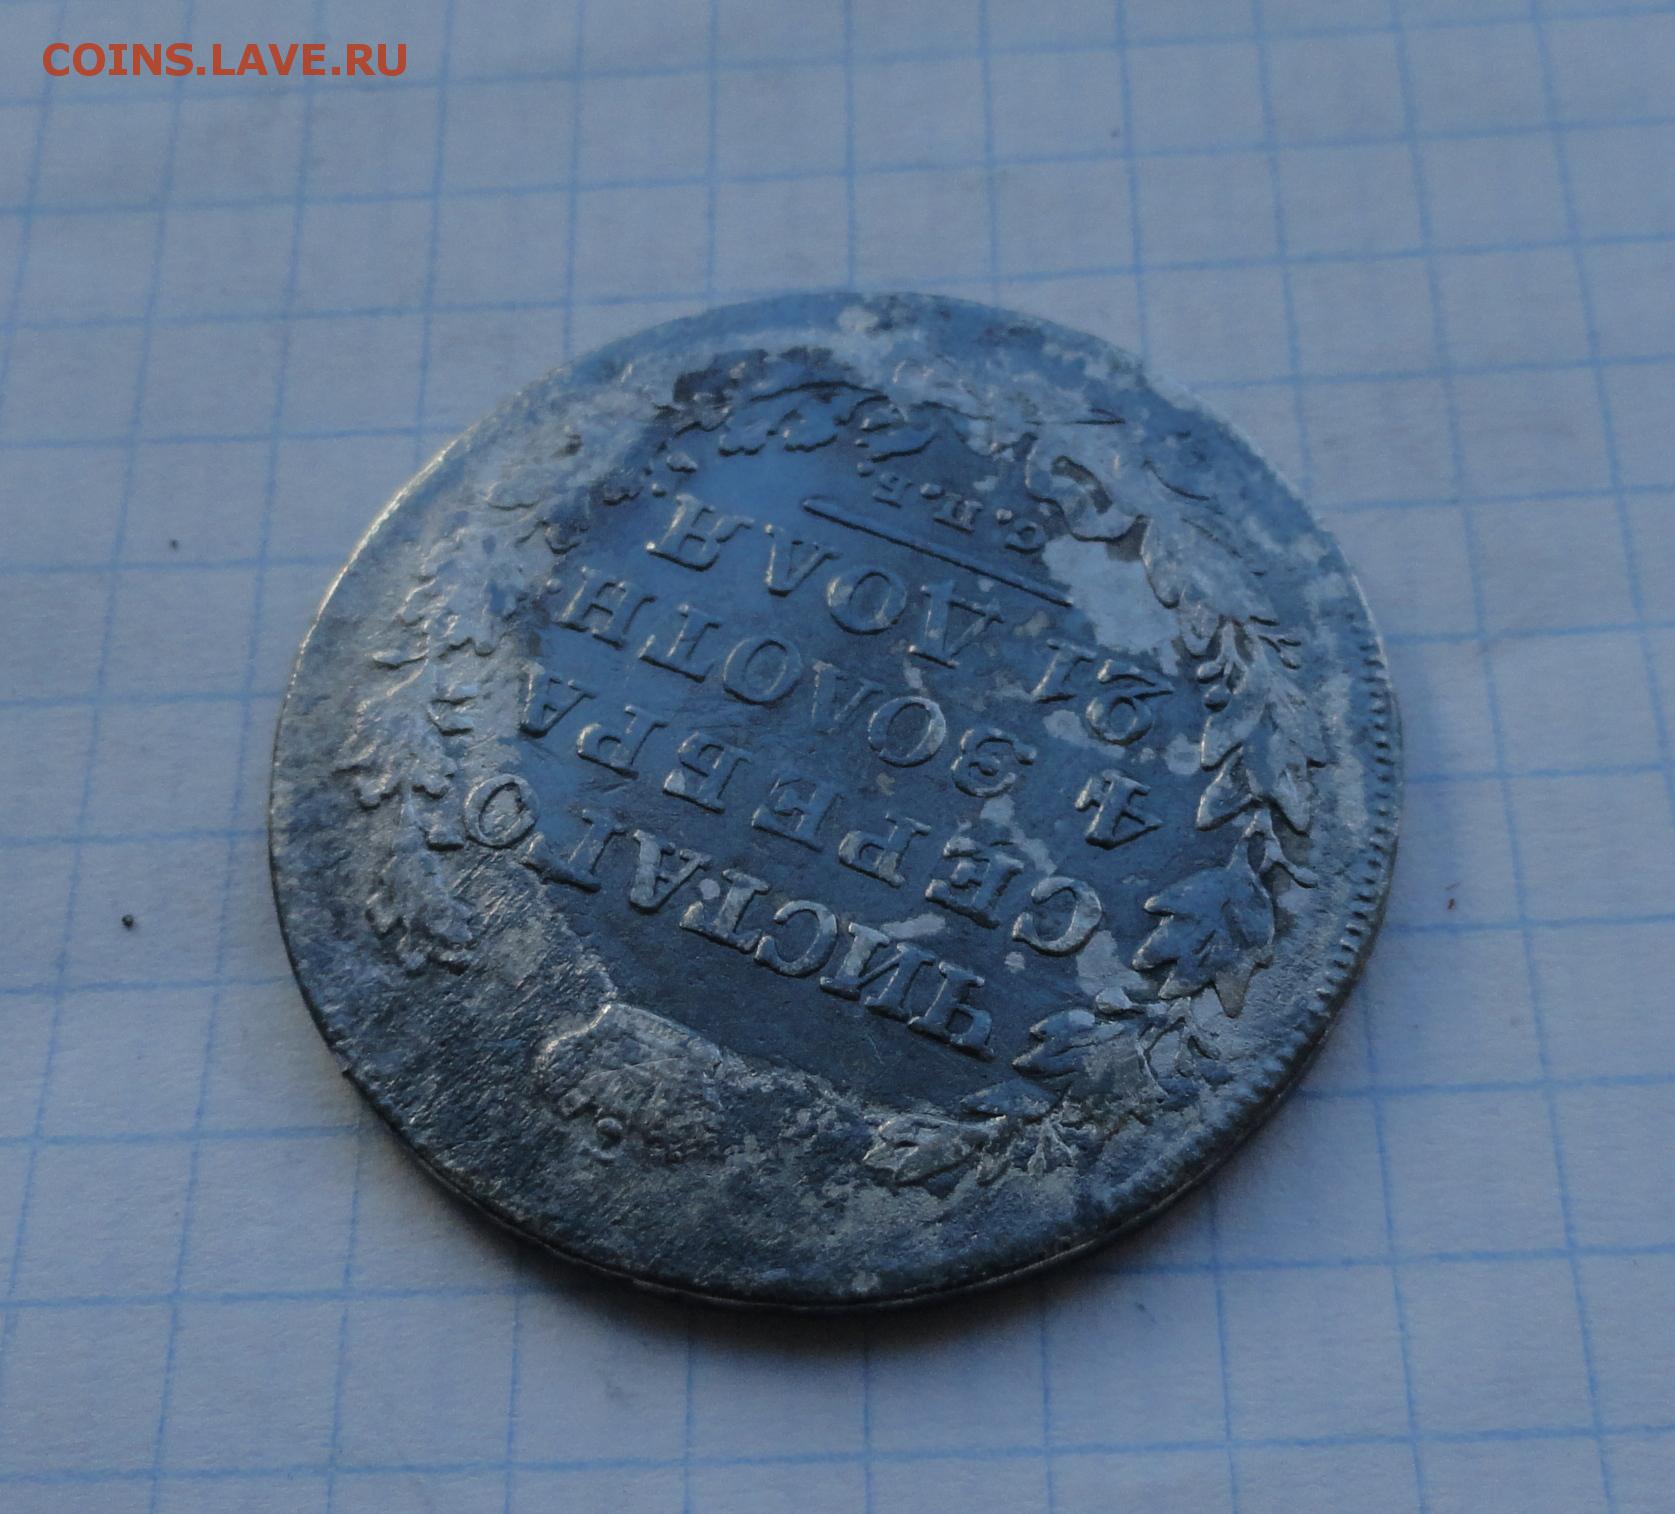 COINS.LAVE.RU
ЧИСТАГО
СЕРЕБРА
4 ЗОЛОТН.
21 ДОЛЯ
С.П.Б.